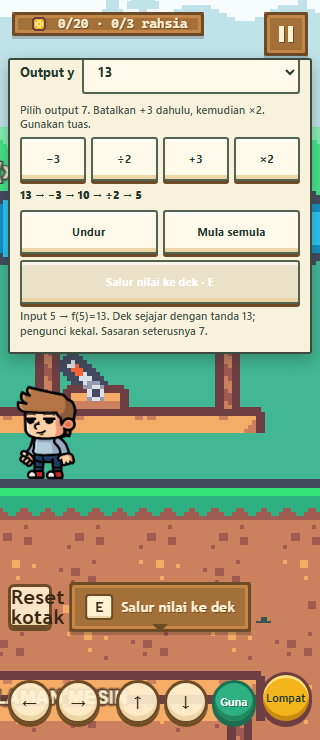 0/20 · 0/3 rahsia
Output y 13
Pilih output 7. Batalkan +3 dahulu, kemudian ×2.
Gunakan tuas.
−3 ÷2 +3 ×2
13 → −3 → 10 → ÷2 → 5
Undur Mula semula
Salur nilai ke dek · E
Input 5 → f(5)=13. Dek sejajar dengan tanda 13;
pengunci kekal. Sasaran seterusnya 7.
Reset
kotak
E Salur nilai ke dek
← → ↑ ↓ Guna Lompat